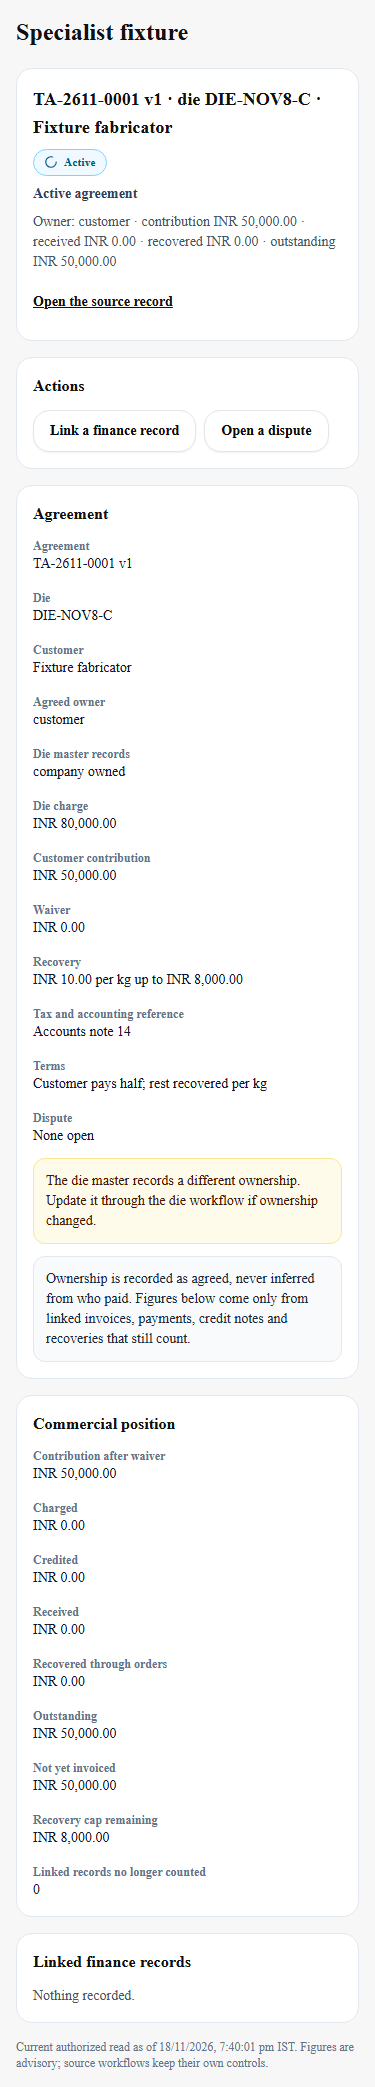 Specialist fixture
TA-2611-0001 v1 · die DIE-NOV8-C ·
Fixture fabricator
Active
Active agreement
Owner: customer · contribution INR 50,000.00 ·
received INR 0.00 · recovered INR 0.00 · outstanding
INR 50,000.00
Open the source record
Actions
Link a finance record
Open a dispute
Agreement
Agreement
TA-2611-0001 v1
Die
DIE-NOV8-C
Customer
Fixture fabricator
Agreed owner
customer
Die master records
company owned
Die charge
INR 80,000.00
Customer contribution
INR 50,000.00
Waiver
INR 0.00
Recovery
INR 10.00 per kg up to INR 8,000.00
Tax and accounting reference
Accounts note 14
Terms
Customer pays half; rest recovered per kg
Dispute
None open
The die master records a different ownership.
Update it through the die workflow if ownership
changed.
Ownership is recorded as agreed, never inferred
from who paid. Figures below come only from
linked invoices, payments, credit notes and
recoveries that still count.
Commercial position
Contribution after waiver
INR 50,000.00
Charged
INR 0.00
Credited
INR 0.00
Received
INR 0.00
Recovered through orders
INR 0.00
Outstanding
INR 50,000.00
Not yet invoiced
INR 50,000.00
Recovery cap remaining
INR 8,000.00
Linked records no longer counted
0
Linked finance records
Nothing recorded.
Current authorized read as of 18/11/2026, 7:40:01 pm IST. Figures are
advisory; source workflows keep their own controls.